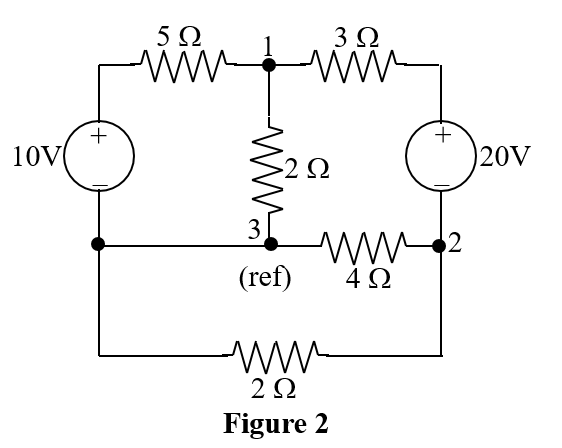 5 Ω 1 3 Ω
+ +
10V 2 Ω 20V
− −
3 2
(ref) 4 Ω
2 Ω
Figure 2